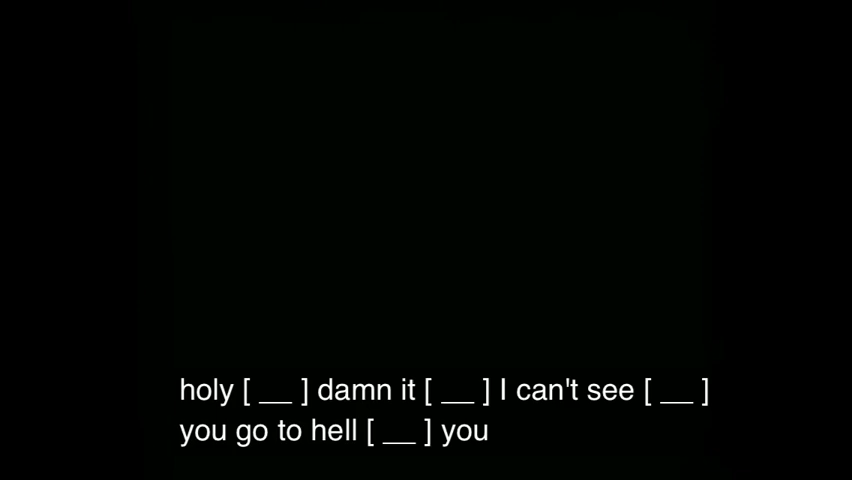 holy [ __ ] damn it [ __ ] I can't see [ __ ]
you go to hell [ __ ] you